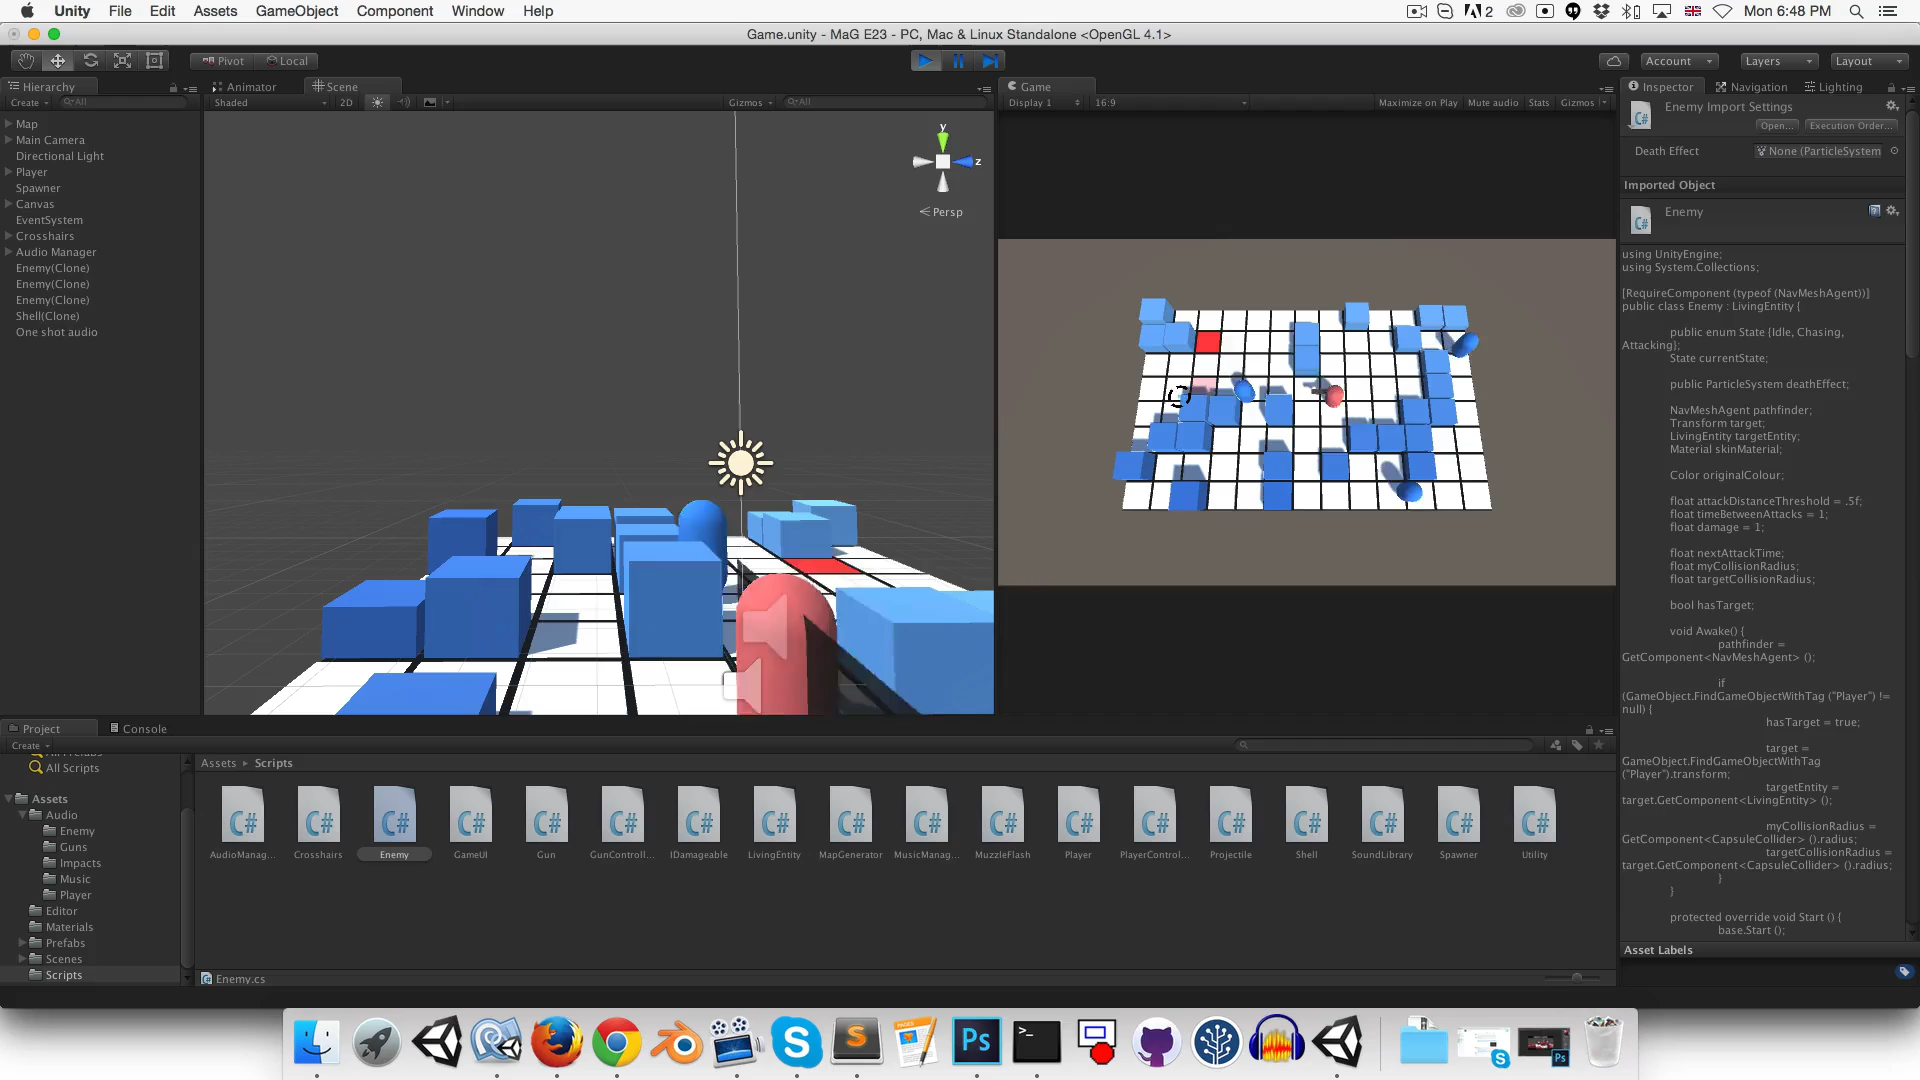 Unity File Edit Assets GameObject Component Window Help
2 Mon 6:48 PM
Game.unity - MaG E23 - PC, Mac & Linux Standalone <OpenGL 4.1>
Pivot Local
Account Layers Layout
Hierarchy
Create All
Map
Main Camera
Directional Light
Player
Spawner
Canvas
EventSystem
Crosshairs
Audio Manager
Enemy(Clone)
Enemy(Clone)
Enemy(Clone)
Shell(Clone)
One shot audio
Animator Scene
Shaded 2D Gizmos All
y
z
Persp
Game
Display 1 16:9 Maximize on Play Mute audio Stats Gizmos
Inspector Navigation Lighting
Enemy Import Settings
Open... Execution Order...
Death Effect None (ParticleSystem
Imported Object
C# Enemy
using UnityEngine;
using System.Collections;
[RequireComponent (typeof (NavMeshAgent))]
public class Enemy : LivingEntity {
public enum State {Idle, Chasing,
Attacking};
State currentState;
public ParticleSystem deathEffect;
NavMeshAgent pathfinder;
Transform target;
LivingEntity targetEntity;
Material skinMaterial;
Color originalColour;
float attackDistanceThreshold = .5f;
float timeBetweenAttacks = 1;
float damage = 1;
float nextAttackTime;
float myCollisionRadius;
float targetCollisionRadius;
bool hasTarget;
void Awake() {
pathfinder =
GetComponent<NavMeshAgent> ();
if
(GameObject.FindGameObjectWithTag ("Player") !=
null) {
hasTarget = true;
target =
GameObject.FindGameObjectWithTag
("Player").transform;
targetEntity =
target.GetComponent<LivingEntity> ();
myCollisionRadius =
GetComponent<CapsuleCollider> ().radius;
targetCollisionRadius =
target.GetComponent<CapsuleCollider> ().radius;
}
}
protected override void Start () {
base.Start ();
Asset Labels
Project Console
Create
All Scripts
Assets
Audio
Enemy
Guns
Impacts
Music
Player
Editor
Materials
Prefabs
Scenes
Scripts
Assets Scripts
C# C# C# C# C# C# C# C# C# C# C# C# C# C# C# C# C# C#
AudioManag... Crosshairs Enemy GameUI Gun GunControll... IDamageable LivingEntity MapGenerator MusicManag... MuzzleFlash Player PlayerControl... Projectile Shell SoundLibrary Spawner Utility
Enemy.cs
PAGES
Ps
Ps